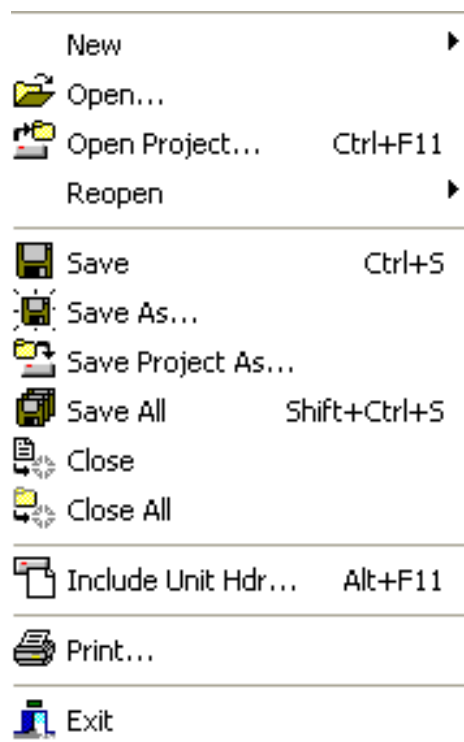 New
Open...
Open Project... Ctrl+F11
Reopen
Save Ctrl+S
Save As...
Save Project As...
Save All Shift+Ctrl+S
Close
Close All
Include Unit Hdr... Alt+F11
Print...
Exit